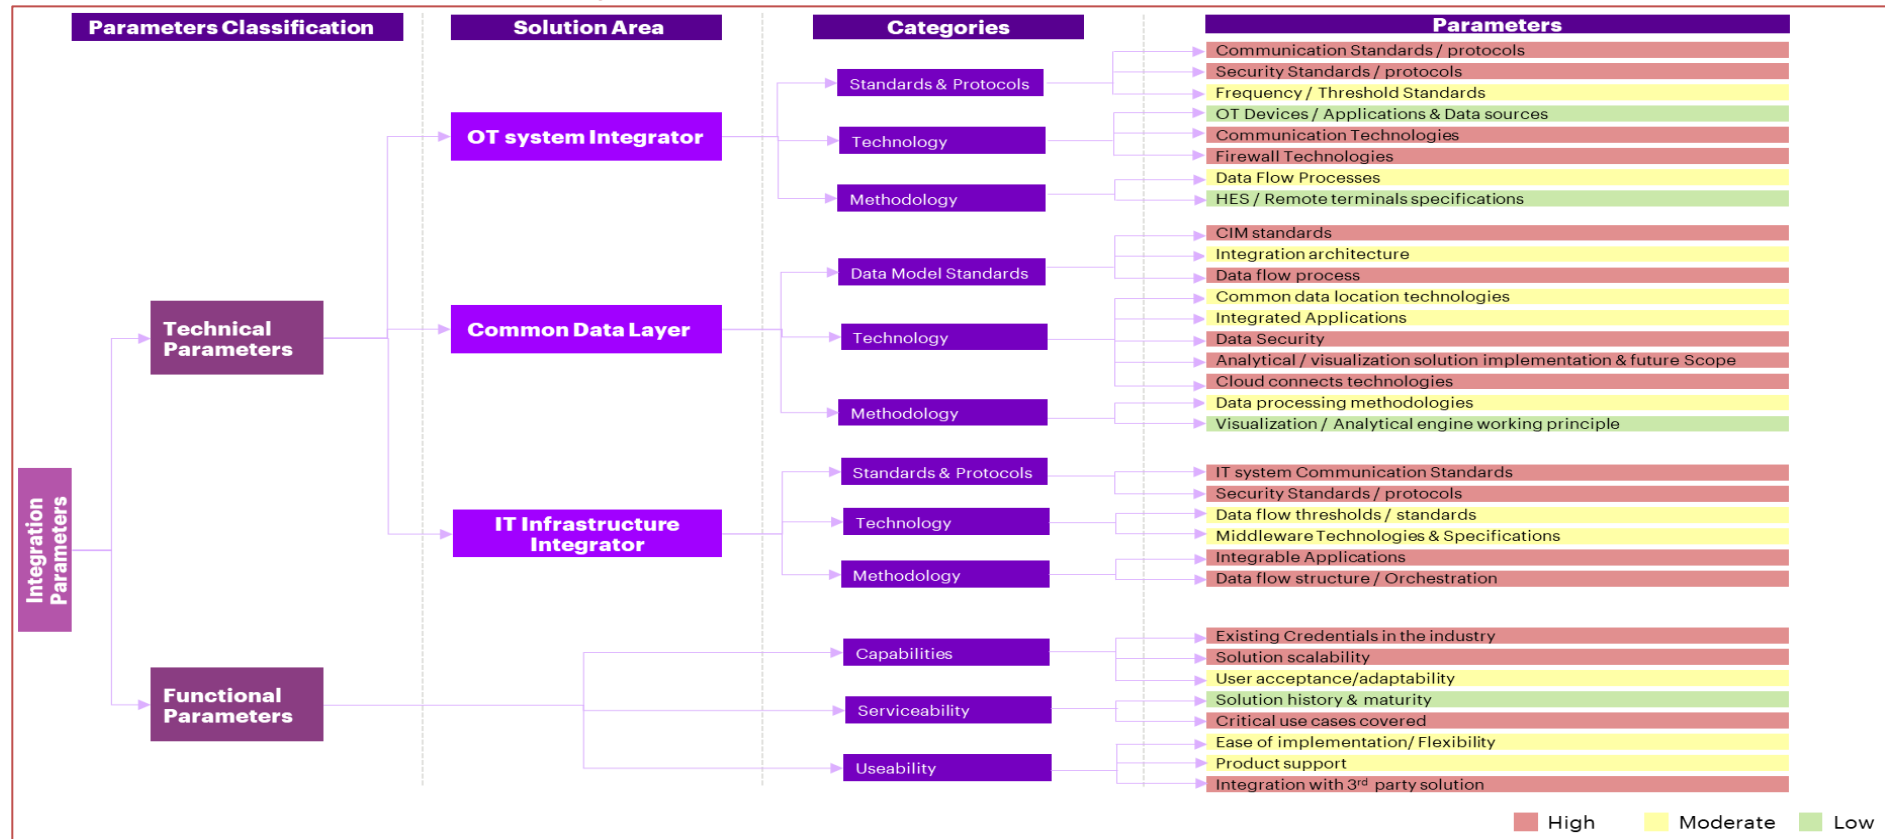 Parameters Classification
Solution Area
Categories
Parameters
Integration
Parameters
Technical
Parameters
OT system Integrator
Standards & Protocols
Communication Standards / protocols
Security Standards / protocols
Frequency / Threshold Standards
Technology
OT Devices / Applications & Data sources
Communication Technologies
Firewall Technologies
Methodology
Data Flow Processes
HES / Remote terminals specifications
Common Data Layer
Data Model Standards
CIM standards
Integration architecture
Data flow process
Technology
Common data location technologies
Integrated Applications
Data Security
Analytical / visualization solution implementation & future Scope
Cloud connects technologies
Methodology
Data processing methodologies
Visualization / Analytical engine working principle
IT Infrastructure
Integrator
Standards & Protocols
IT system Communication Standards
Security Standards / protocols
Technology
Data flow thresholds / standards
Middleware Technologies & Specifications
Methodology
Integrable Applications
Data flow structure / Orchestration
Functional
Parameters
Capabilities
Existing Credentials in the industry
Solution scalability
User acceptance/adaptability
Serviceability
Solution history & maturity
Critical use cases covered
Useability
Ease of implementation/ Flexibility
Product support
Integration with 3rd party solution
High
Moderate
Low